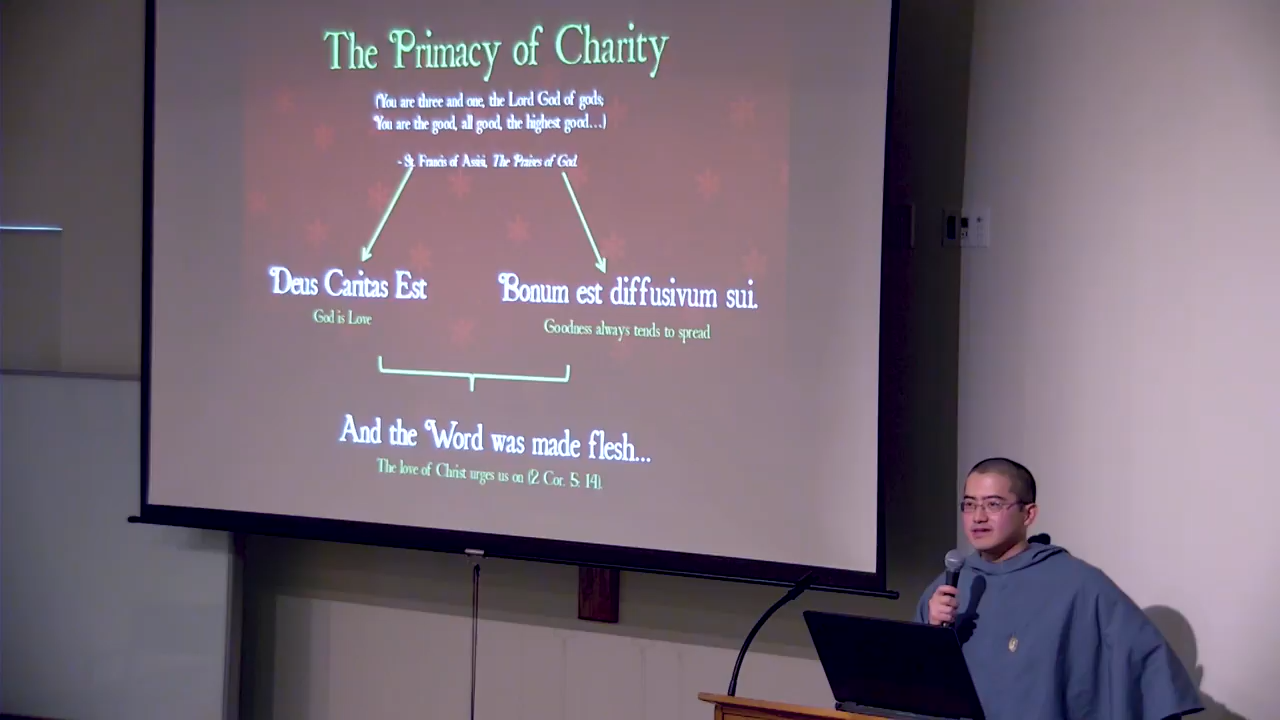 The Primacy of Charity
(You are three and one, the Lord God of gods;
You are the good, all good, the highest good...)
- St. Francis of Assisi, The Praises of God.
Deus Caritas Est
Bonum est diffusivum sui.
God is Love
Goodness always tends to spread
And the Word was made flesh...
The love of Christ urges us on (2 Cor. 5: 14).